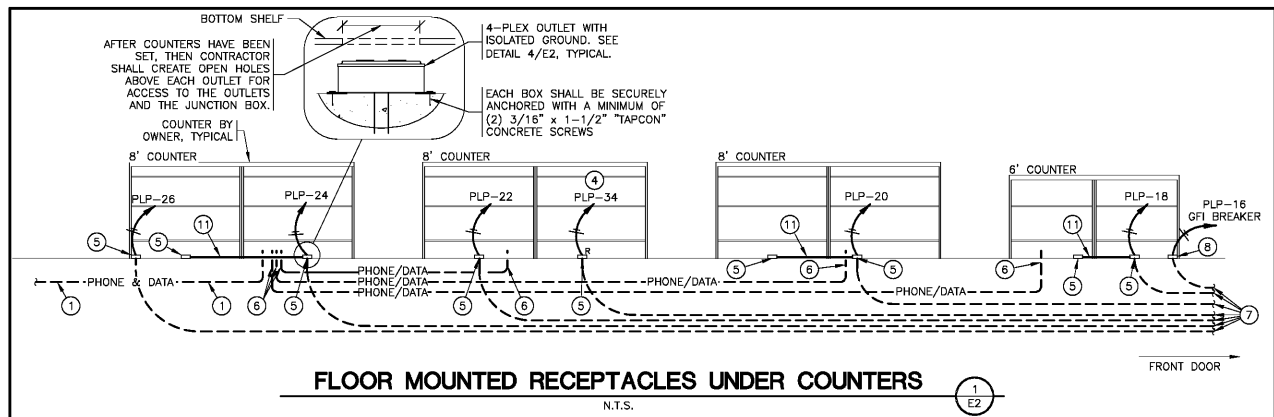 BOTTOM SHELF
AFTER COUNTERS HAVE BEEN
SET, THEN CONTRACTOR
SHALL CREATE OPEN HOLES
ABOVE EACH OUTLET FOR
ACCESS TO THE OUTLETS
AND THE JUNCTION BOX.
4-PLEX OUTLET WITH
ISOLATED GROUND. SEE
DETAIL 4/E2, TYPICAL.
EACH BOX SHALL BE SECURELY
ANCHORED WITH A MINIMUM OF
(2) 3/16" x 1-1/2" "TAPCON"
CONCRETE SCREWS
COUNTER BY
OWNER, TYPICAL
8' COUNTER
8' COUNTER
8' COUNTER
6' COUNTER
PLP-26
PLP-24
PLP-22
4
PLP-34
PLP-20
PLP-18
PLP-16
GFI BREAKER
5
5
11
R
11
5
11
8
PHONE/DATA
PHONE & DATA
PHONE/DATA
PHONE/DATA
PHONE/DATA
PHONE/DATA
1
1
6
5
5
6
5
5
6
5
6
5
5
7
FRONT DOOR
FLOOR MOUNTED RECEPTACLES UNDER COUNTERS
N.T.S.
1
E2